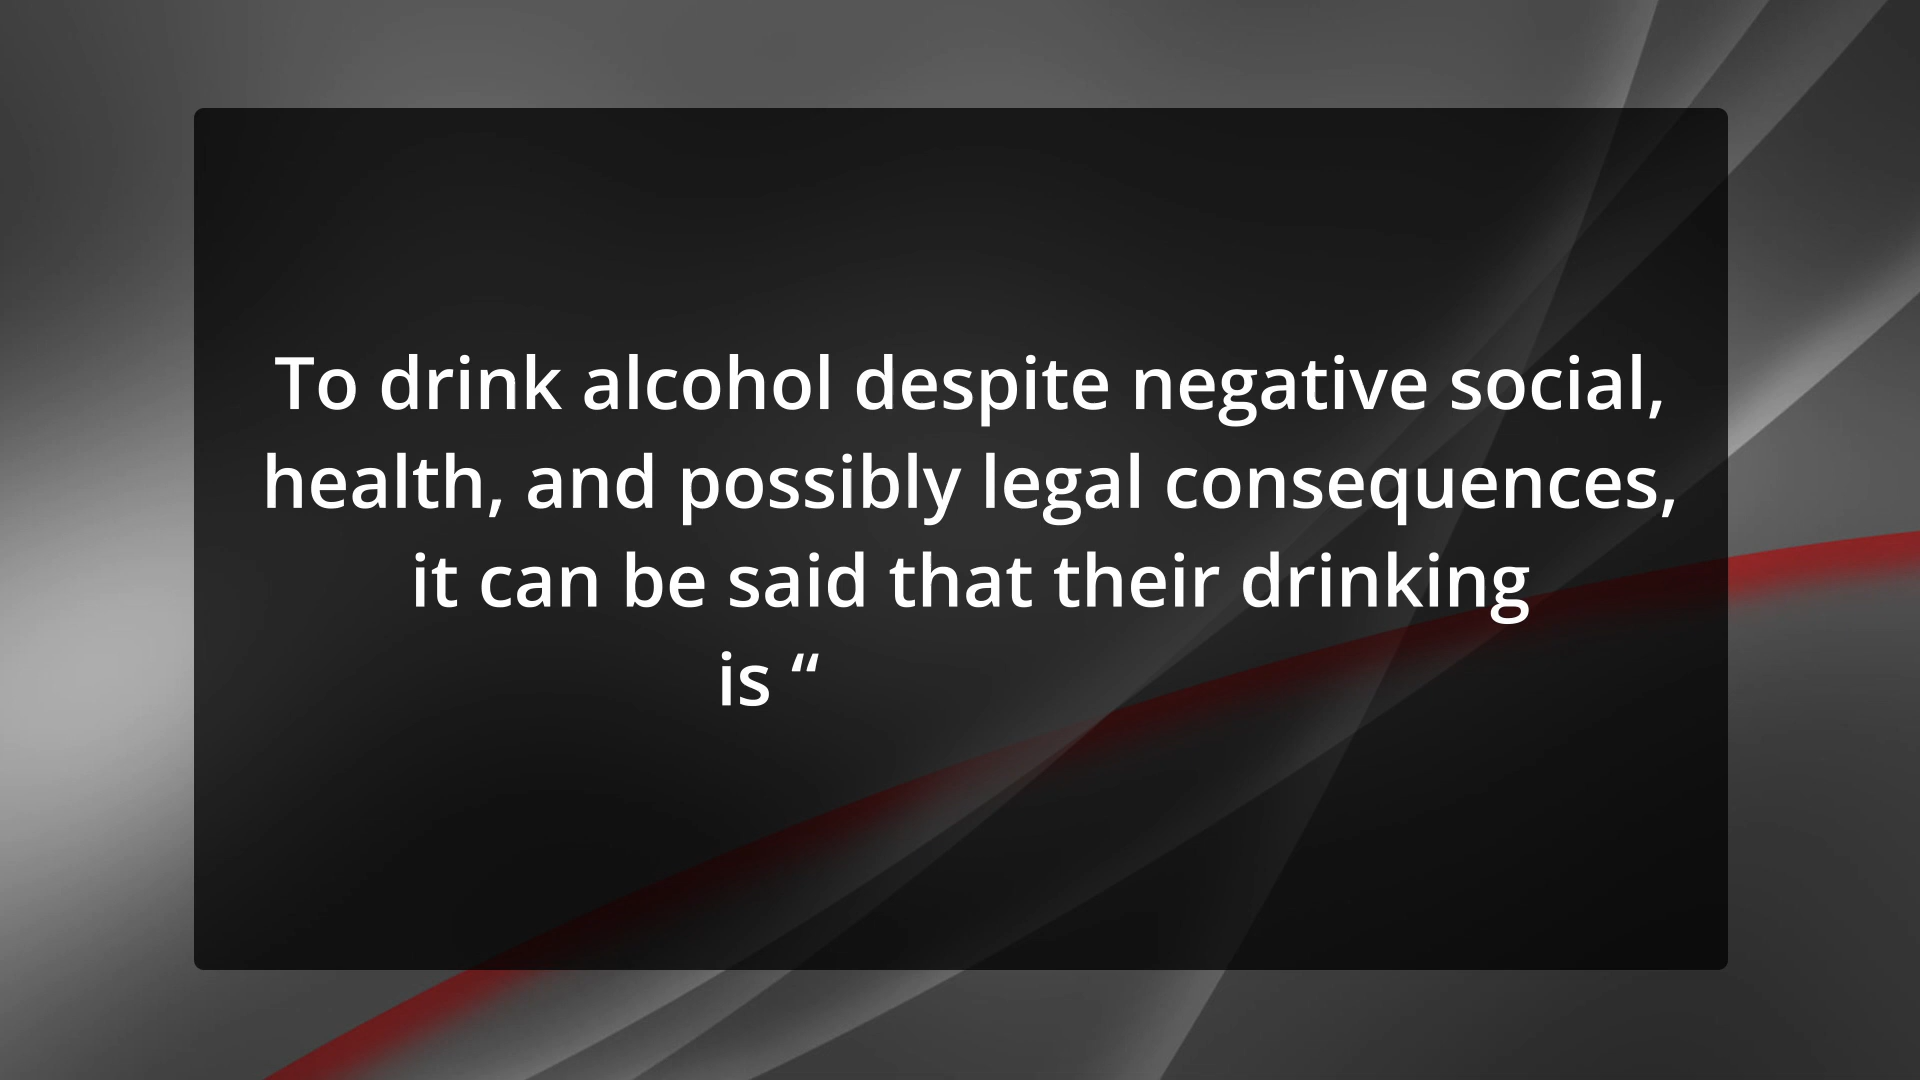 To drink alcohol despite negative social,
health, and possibly legal consequences,
it can be said that their drinking
is “